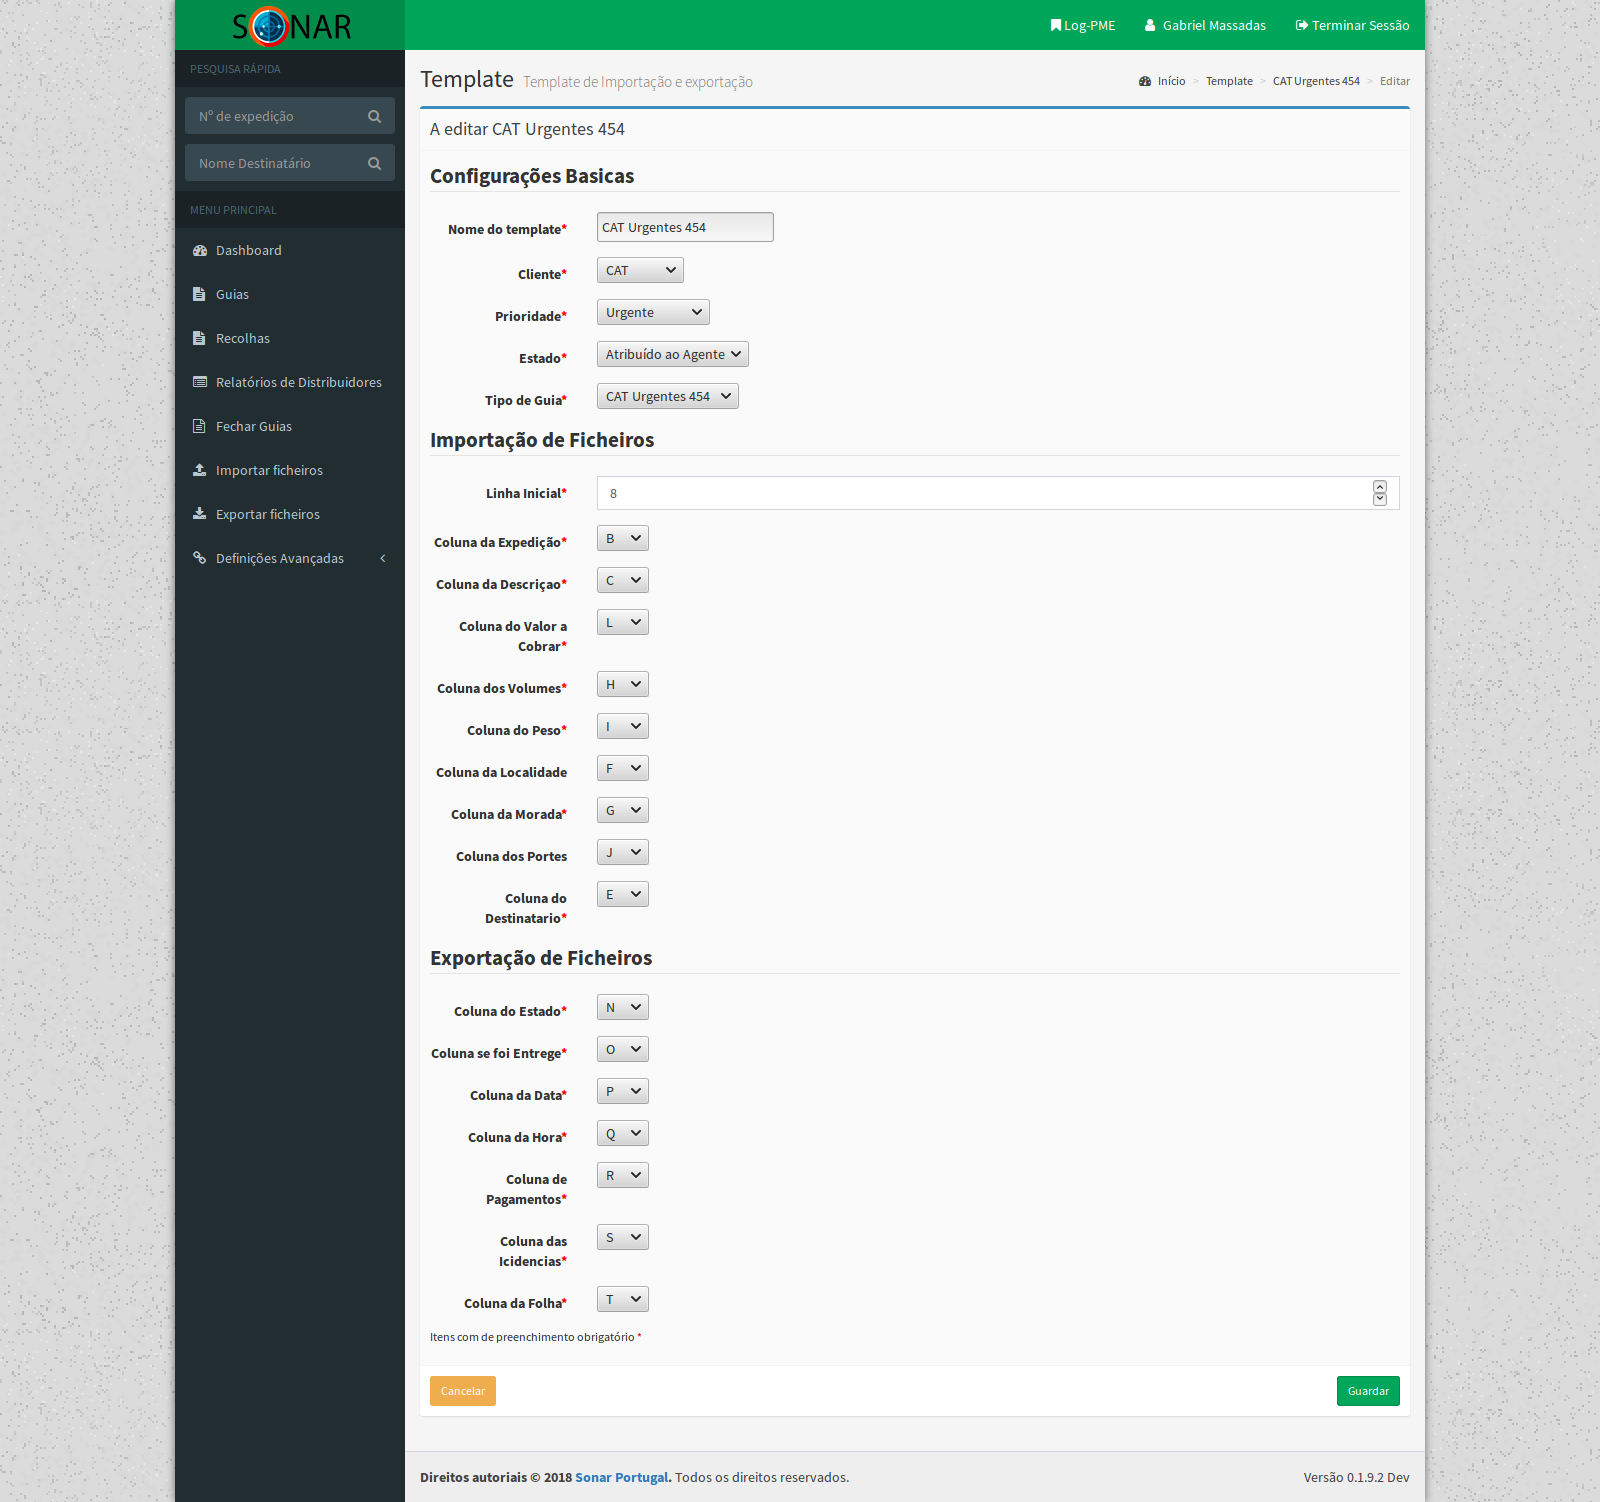 SONAR
Log-PME Gabriel Massadas Terminar Sessão
PESQUISA RÁPIDA
Nº de expedição
Nome Destinatário
MENU PRINCIPAL
Dashboard
Guias
Recolhas
Relatórios de Distribuidores
Fechar Guias
Importar ficheiros
Exportar ficheiros
Definições Avançadas
Template Template de Importação e exportação
Início > Template > CAT Urgentes 454 > Editar
A editar CAT Urgentes 454
Configurações Basicas
Nome do template* CAT Urgentes 454
Cliente* CAT
Prioridade* Urgente
Estado* Atribuído ao Agente
Tipo de Guia* CAT Urgentes 454
Importação de Ficheiros
Linha Inicial* 8
Coluna da Expedição* B
Coluna da Descriçao* C
Coluna do Valor a L
Cobrar*
Coluna dos Volumes* H
Coluna do Peso* I
Coluna da Localidade F
Coluna da Morada* G
Coluna dos Portes J
Coluna do E
Destinatario*
Exportação de Ficheiros
Coluna do Estado* N
Coluna se foi Entrege* O
Coluna da Data* P
Coluna da Hora* Q
Coluna de R
Pagamentos*
Coluna das S
Icidencias*
Coluna da Folha* T
Itens com de preenchimento obrigatório *
Cancelar Guardar
Direitos autoriais © 2018 Sonar Portugal. Todos os direitos reservados. Versão 0.1.9.2 Dev